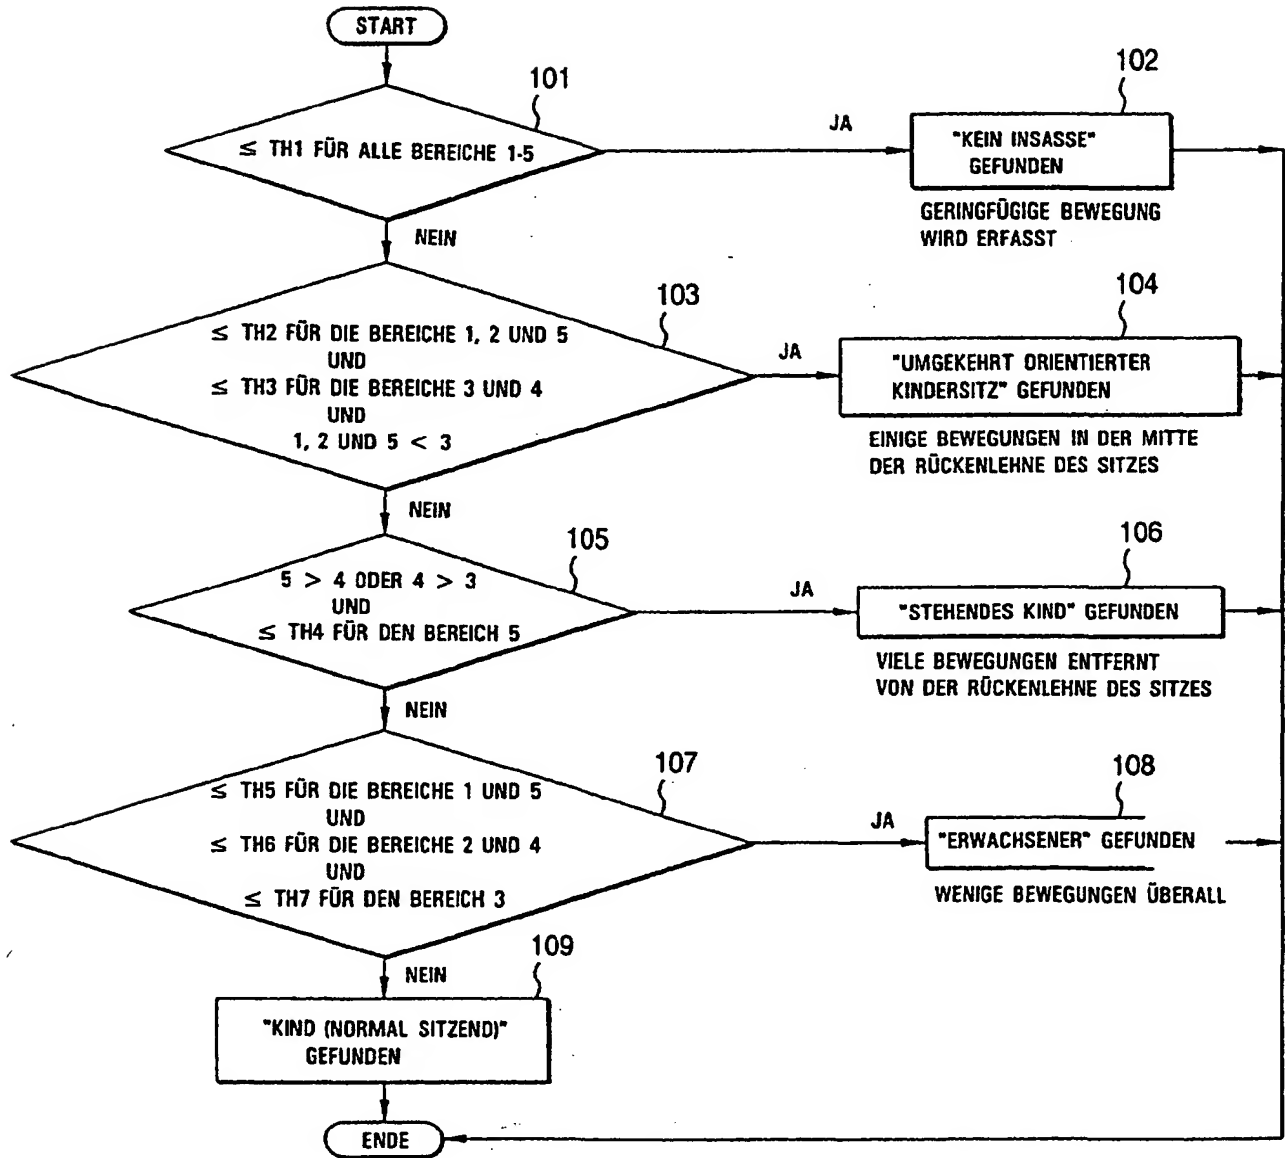 START
101
≤ TH1 FÜR ALLE BEREICHE 1-5
JA
102
"KEIN INSASSE"
GEFUNDEN
GERINGFÜGIGE BEWEGUNG
WIRD ERFASST
NEIN
103
≤ TH2 FÜR DIE BEREICHE 1, 2 UND 5
UND
≤ TH3 FÜR DIE BEREICHE 3 UND 4
UND
1, 2 UND 5 < 3
JA
104
"UMGEKEHRT ORIENTIERTER
KINDERSITZ" GEFUNDEN
EINIGE BEWEGUNGEN IN DER MITTE
DER RÜCKENLEHNE DES SITZES
NEIN
105
5 > 4 ODER 4 > 3
UND
≤ TH4 FÜR DEN BEREICH 5
JA
106
"STEHENDES KIND" GEFUNDEN
VIELE BEWEGUNGEN ENTFERNT
VON DER RÜCKENLEHNE DES SITZES
NEIN
107
≤ TH5 FÜR DIE BEREICHE 1 UND 5
UND
≤ TH6 FÜR DIE BEREICHE 2 UND 4
UND
≤ TH7 FÜR DEN BEREICH 3
JA
108
"ERWACHSENER" GEFUNDEN
WENIGE BEWEGUNGEN ÜBERALL
NEIN
109
"KIND (NORMAL SITZEND)"
GEFUNDEN
ENDE